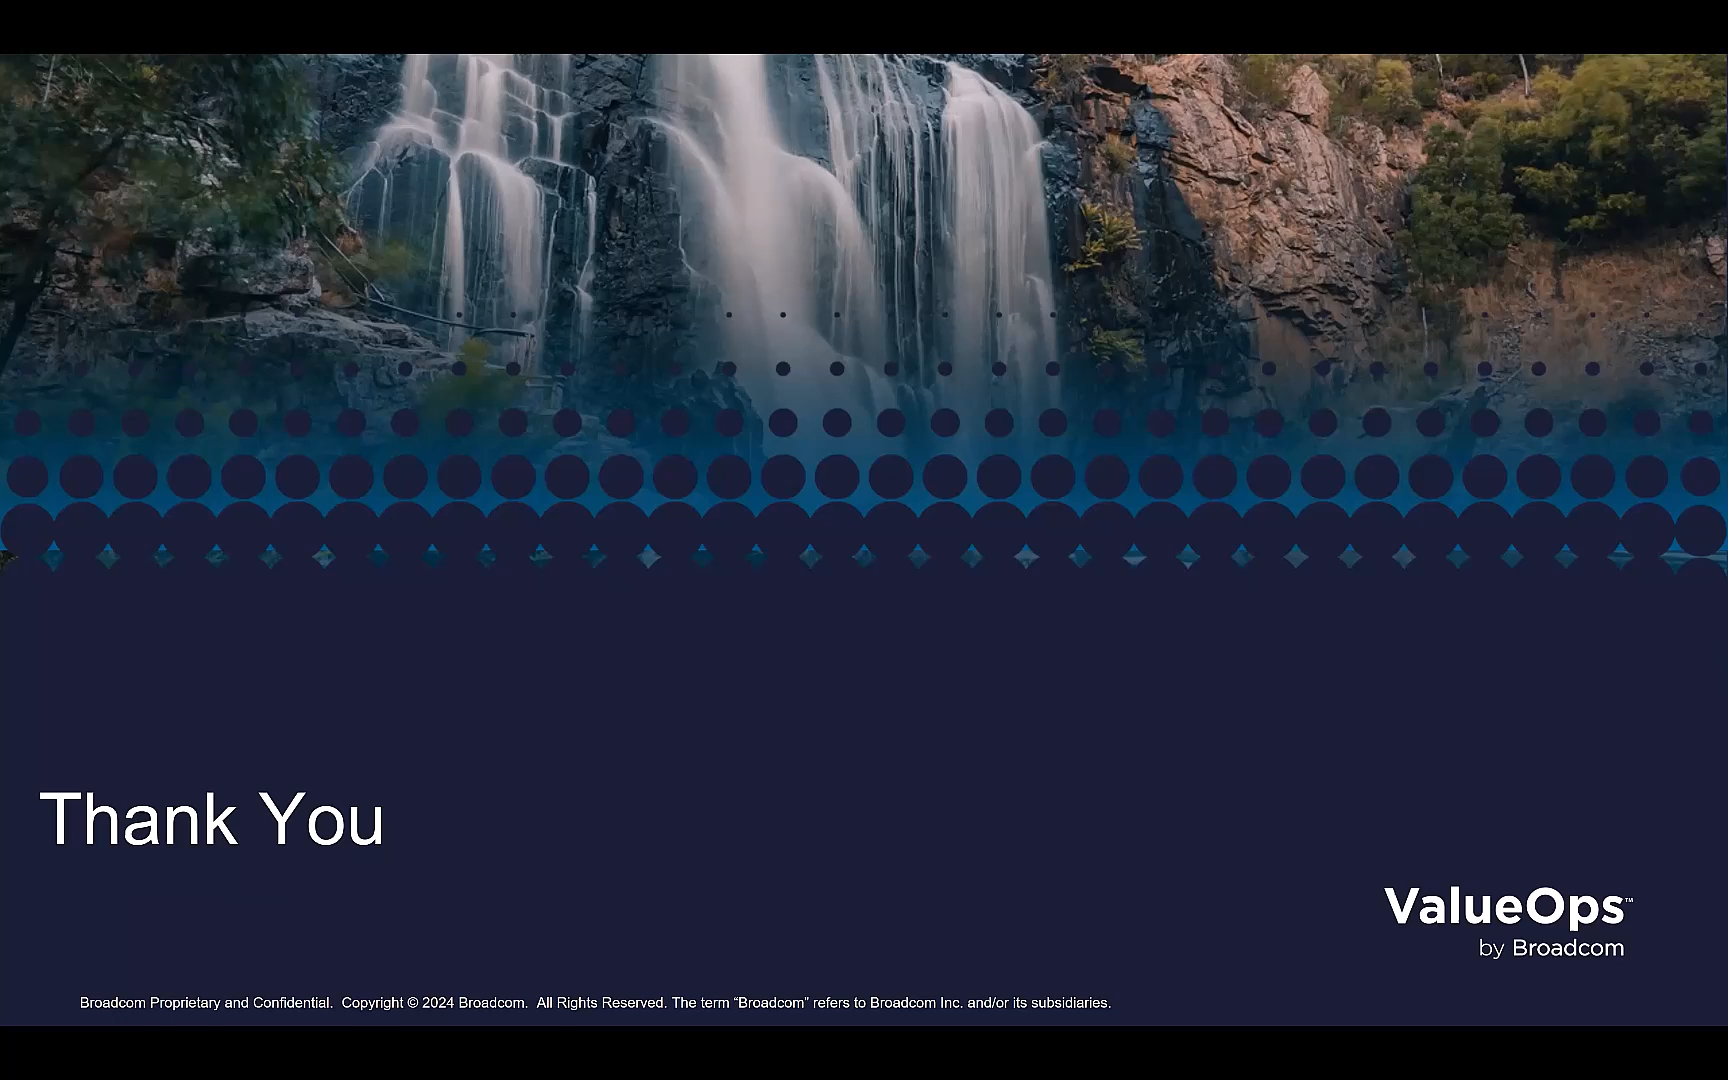 Thank You
ValueOps™
by Broadcom
Broadcom Proprietary and Confidential.  Copyright © 2024 Broadcom.  All Rights Reserved. The term “Broadcom” refers to Broadcom Inc. and/or its subsidiaries.